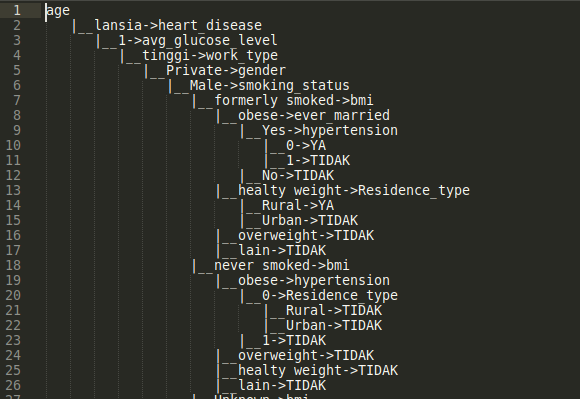 1 age
2 |__lansia->heart_disease
3 |__1->avg_glucose_level
4 |__tinggi->work_type
5 |__Private->gender
6 |__Male->smoking_status
7 |__formerly smoked->bmi
8 |__obese->ever_married
9 |__Yes->hypertension
10 |__0->YA
11 |__1->TIDAK
12 |__No->TIDAK
13 |__healty weight->Residence_type
14 |__Rural->YA
15 |__Urban->TIDAK
16 |__overweight->TIDAK
17 |__lain->TIDAK
18 |__never smoked->bmi
19 |__obese->hypertension
20 |__0->Residence_type
21 |__Rural->TIDAK
22 |__Urban->TIDAK
23 |__1->TIDAK
24 |__overweight->TIDAK
25 |__healty weight->TIDAK
26 |__lain->TIDAK
27 |__Unknown->bmi